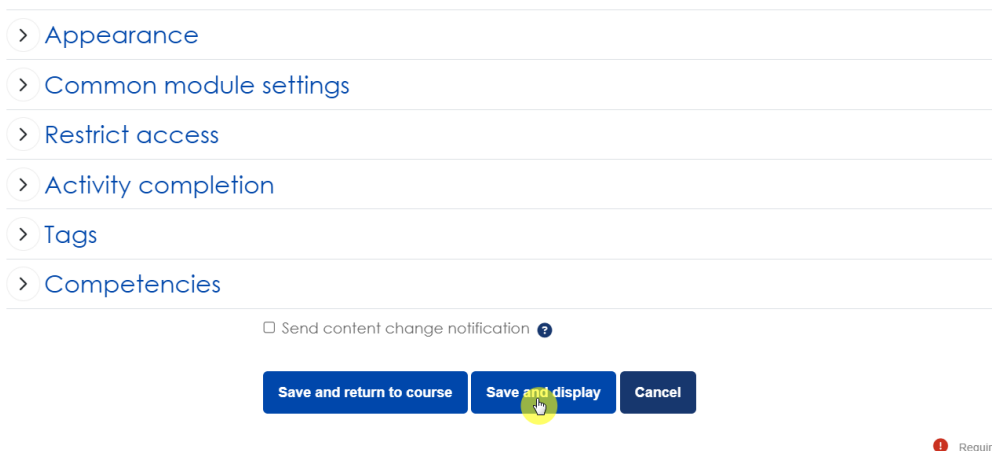 Appearance
Common module settings
Restrict access
Activity completion
Tags
Competencies
Send content change notification
Save and return to course Save and display Cancel